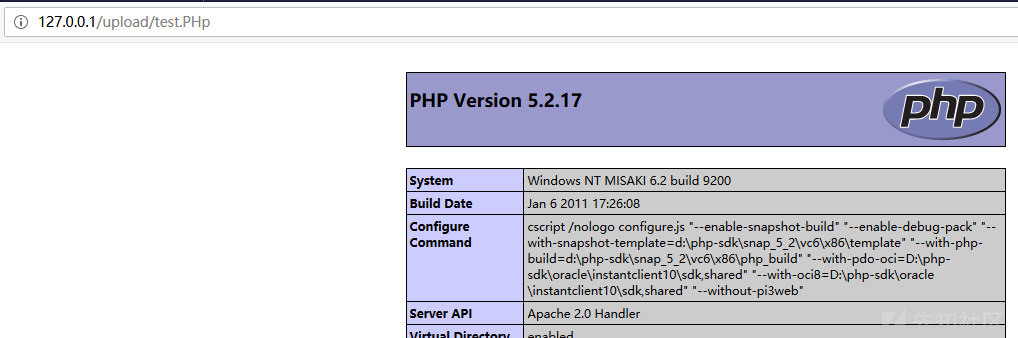 127.0.0.1/upload/test.PHp
PHP Version 5.2.17
php
System
Windows NT MISAKI 6.2 build 9200
Build Date
Jan 6 2011 17:26:08
Configure
Command
cscript /nologo configure.js "--enable-snapshot-build" "--enable-debug-pack" "--
with-snapshot-template=d:\php-sdk\snap_5_2\vc6\x86\template" "--with-php-
build=d:\php-sdk\snap_5_2\vc6\x86\php_build" "--with-pdo-oci=D:\php-
sdk\oracle\instantclient10\sdk,shared" "--with-oci8=D:\php-sdk\oracle
\instantclient10\sdk,shared" "--without-pi3web"
Server API
Apache 2.0 Handler
Virtual Directory
enabled
先知社区